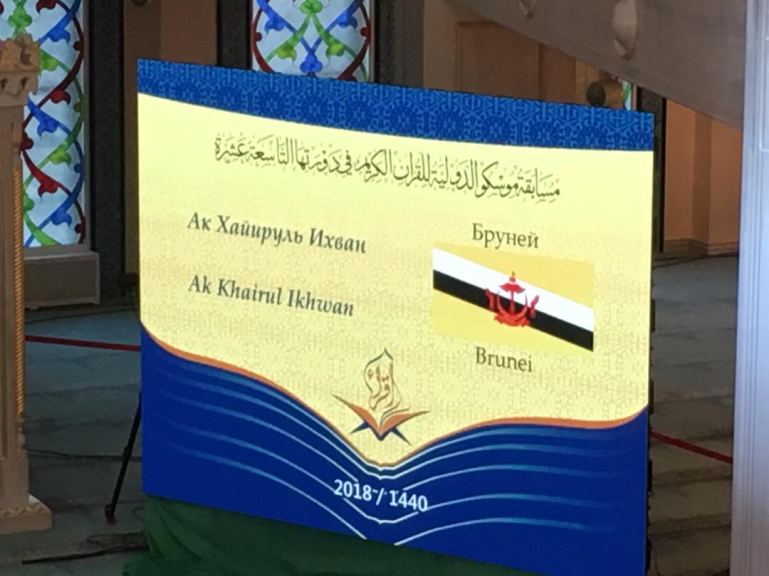 مسابقة موسكو الدولية للقرآن الكريم في دورتها التاسعة عشرة
Ак Хайируль Ихван
Бруней
Ak Khairul Ikhwan
Brunei
اقرأ
2018 / 1440